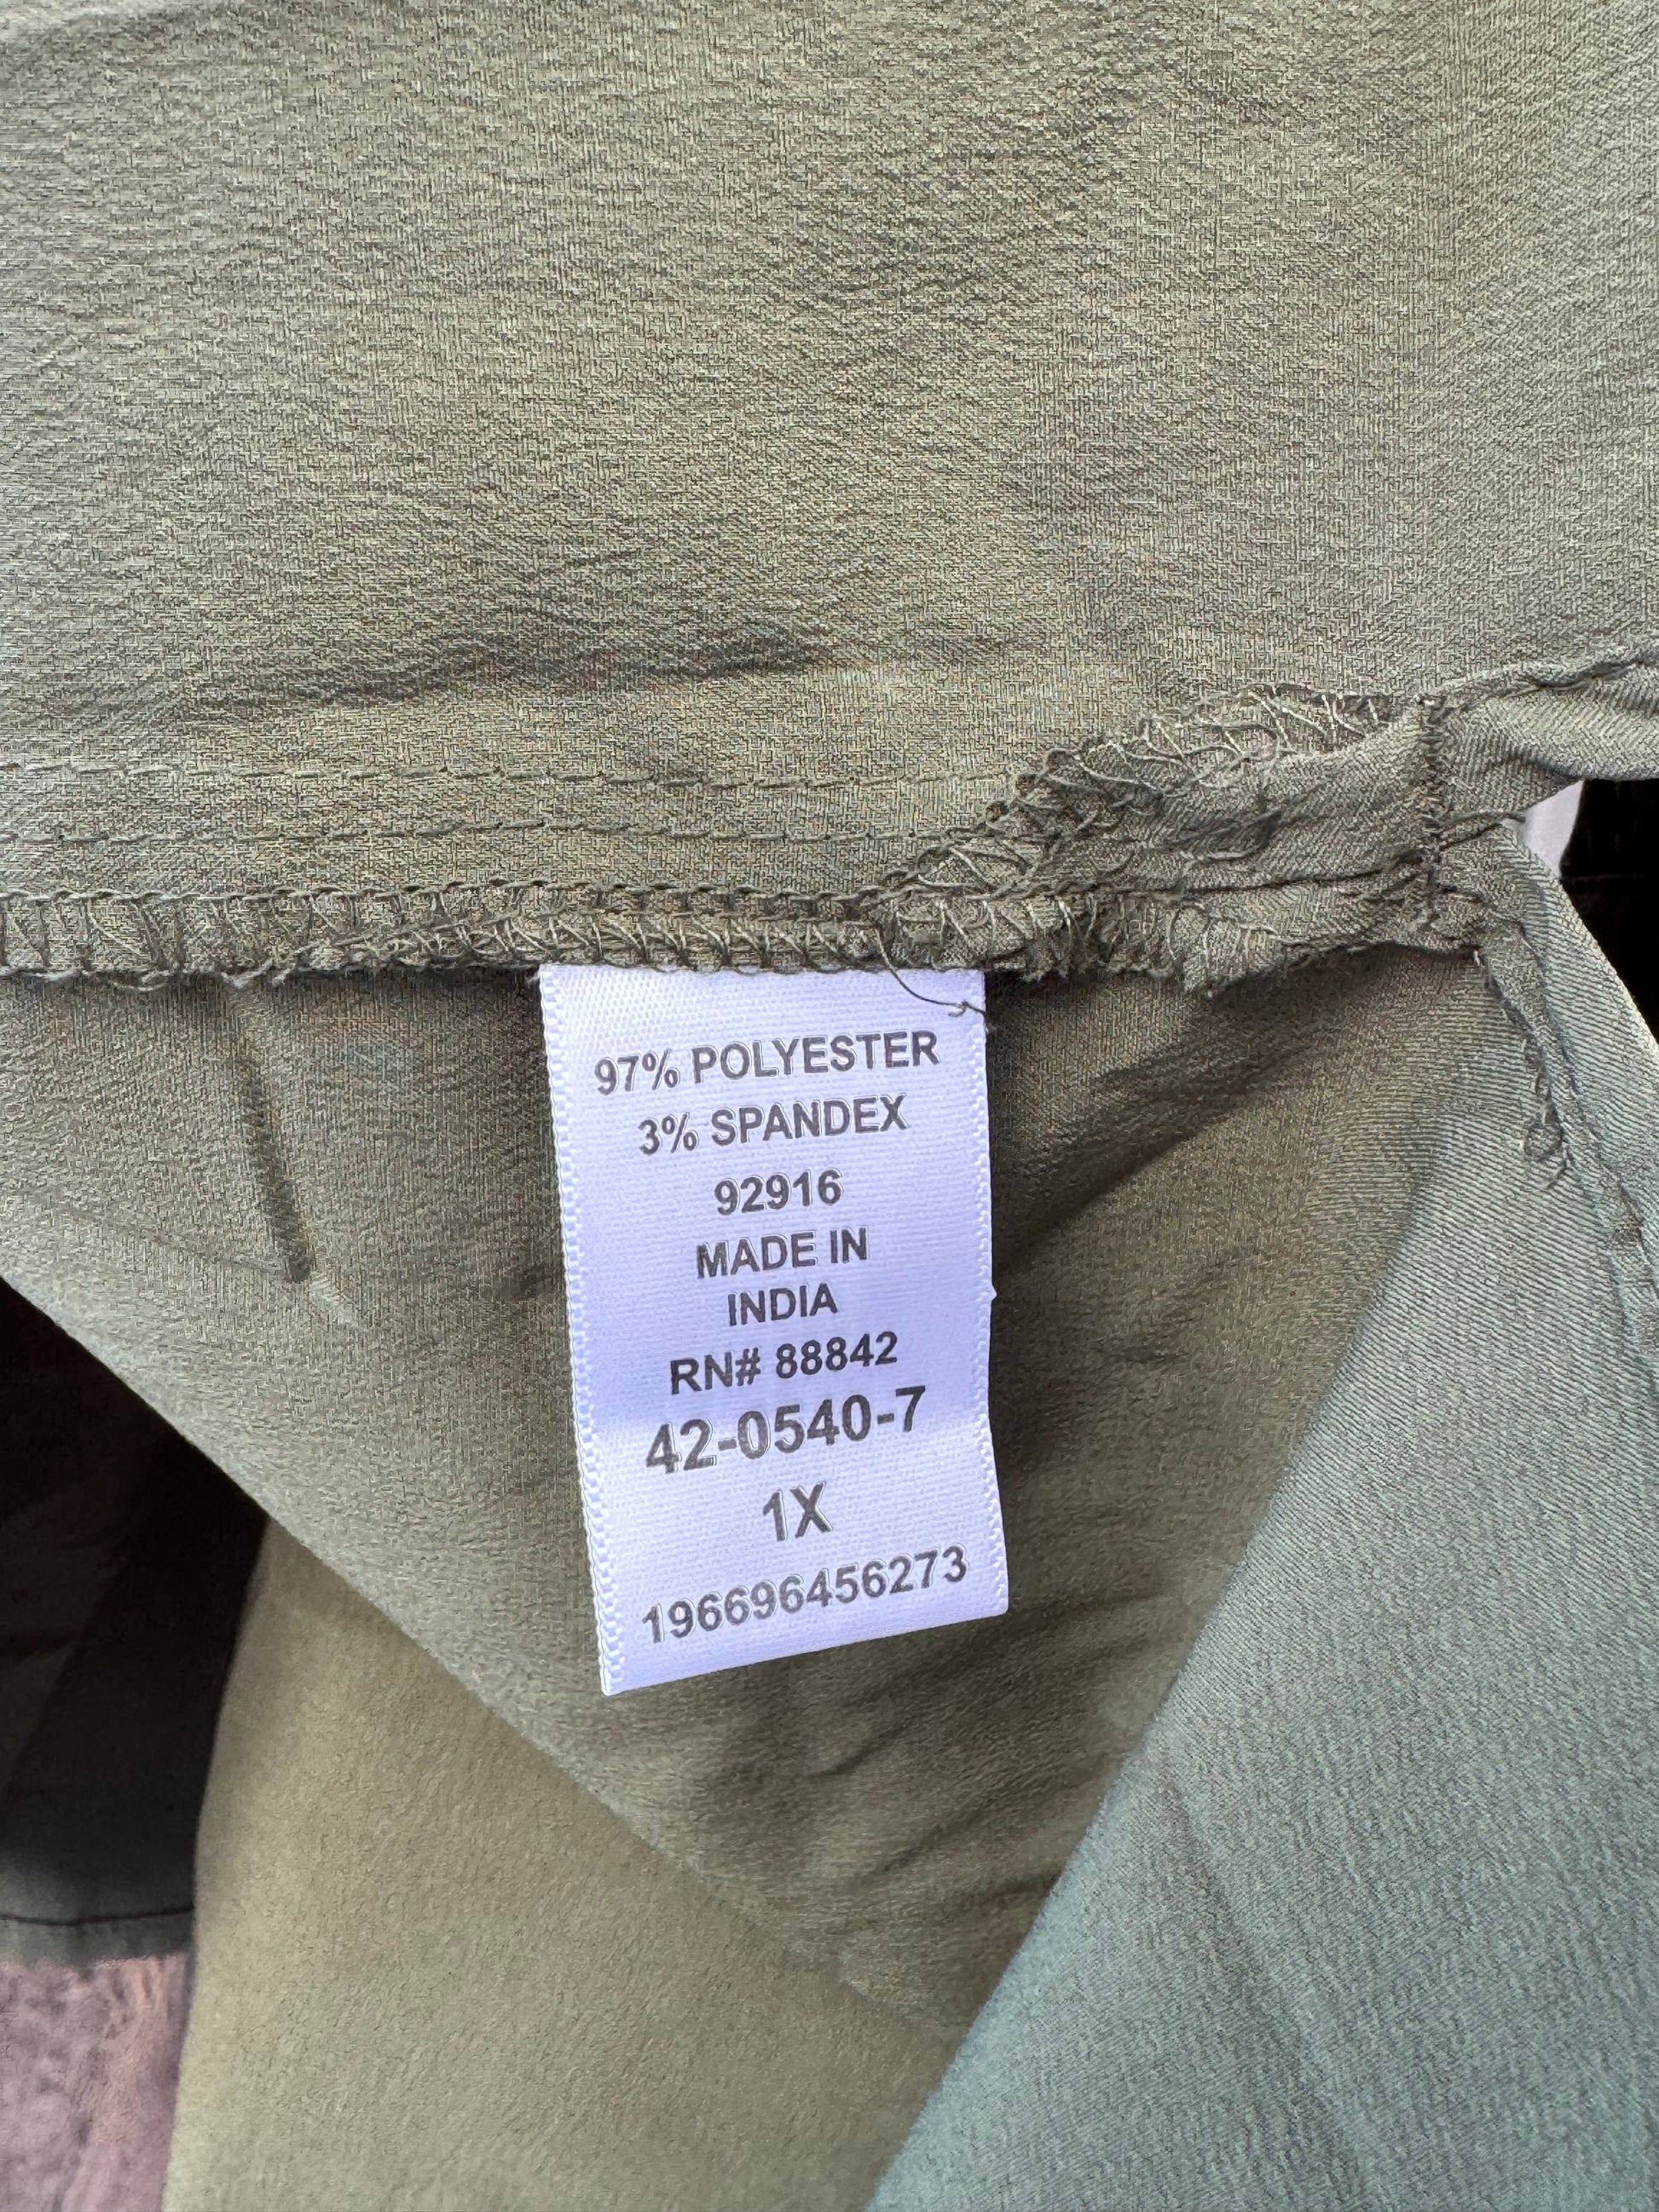 97% POLYESTER
3% SPANDEX
92916
MADE IN
INDIA
RN# 88842
42-0540-7
1X
196696456273